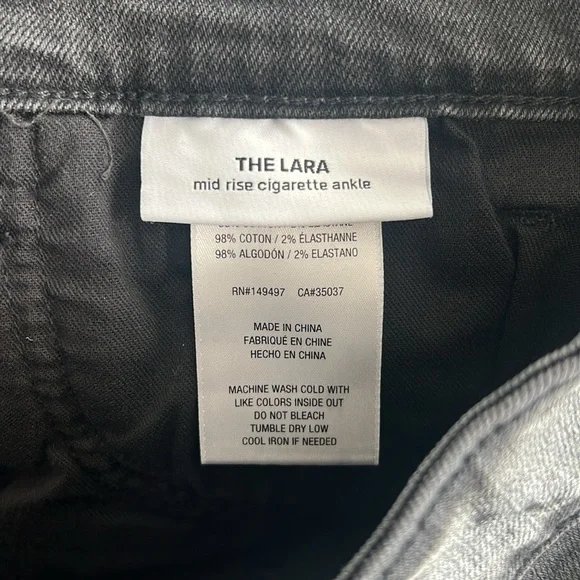 THE LARA
mid rise cigarette ankle
98% COTON / 2% ÉLASTHANNE
98% ALGODÓN / 2% ELASTANO
RN#149497 CA#35037
MADE IN CHINA
FABRIQUÉ EN CHINE
HECHO EN CHINA
MACHINE WASH COLD WITH
LIKE COLORS INSIDE OUT
DO NOT BLEACH
TUMBLE DRY LOW
COOL IRON IF NEEDED